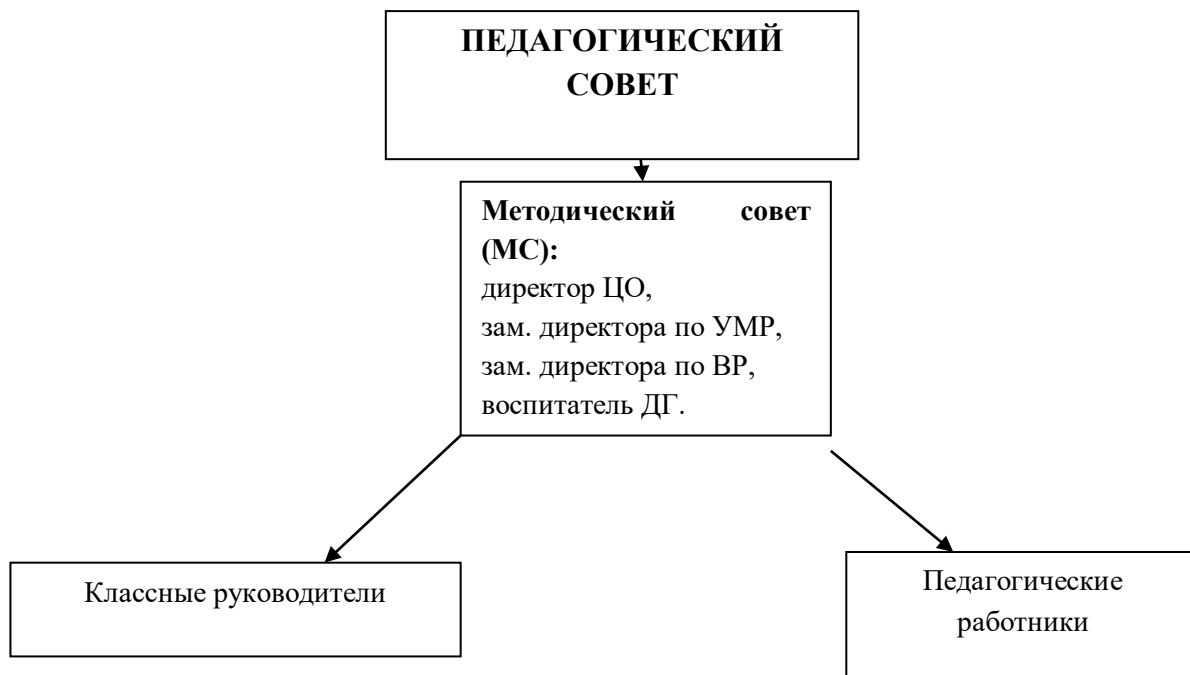 ПЕДАГОГИЧЕСКИЙ
СОВЕТ
Методический совет
(МС):
директор ЦО,
зам. директора по УМР,
зам. директора по ВР,
воспитатель ДГ.
Классные руководители
Педагогические
работники